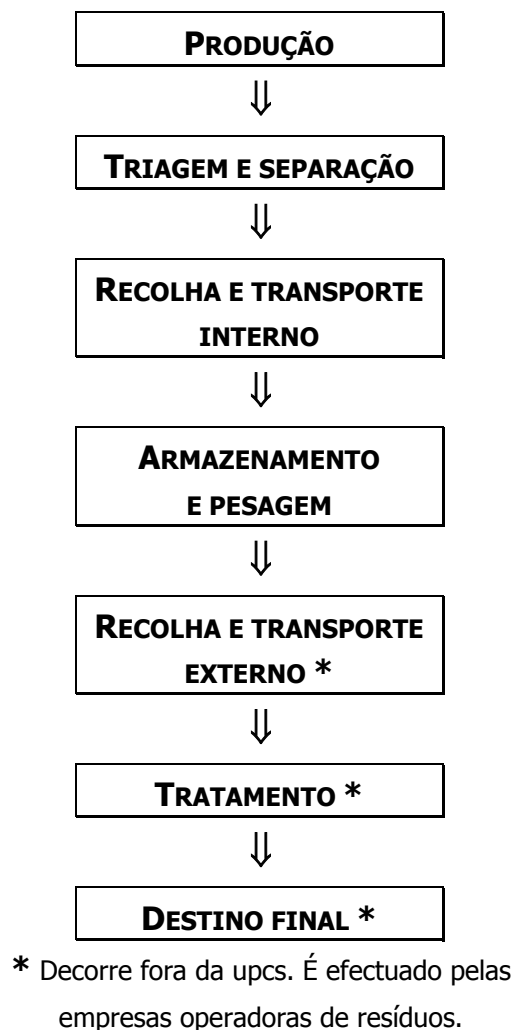 PRODUÇÃO
⇓
TRIAGEM E SEPARAÇÃO
⇓
RECOLHA E TRANSPORTE
INTERNO
⇓
ARMAZENAMENTO
E PESAGEM
⇓
RECOLHA E TRANSPORTE
EXTERNO *
⇓
TRATAMENTO *
⇓
DESTINO FINAL *
* Decorre fora da upcs. É efectuado pelas
empresas operadoras de resíduos.